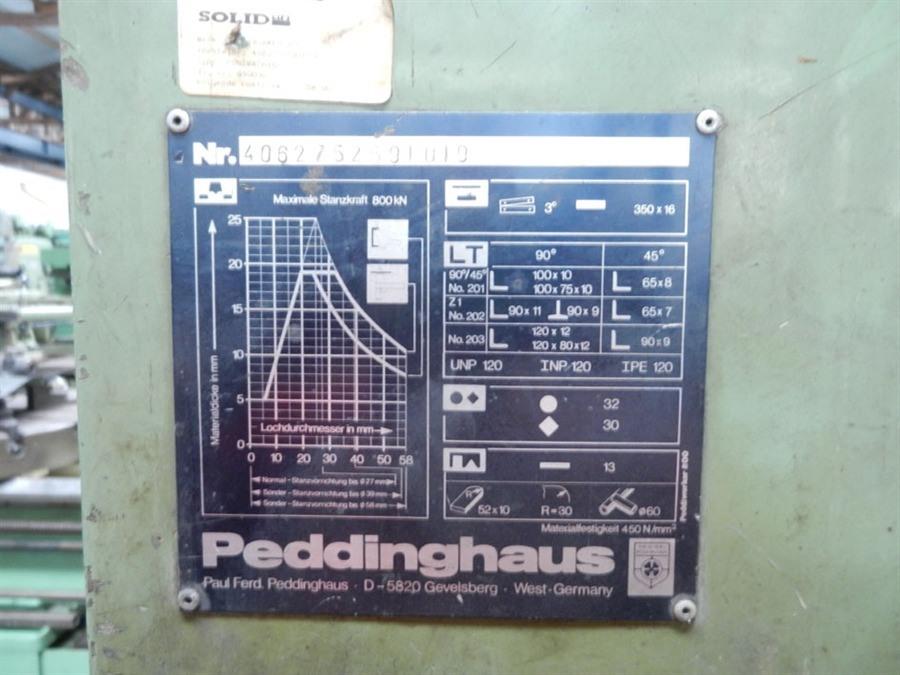 SOLID
Nr.
Maximale Stanzkraft 800 kN
Materialdicke in mm
25
20
15
10
5
0
Lochdurchmesser in mm
0 10 20 30 40 50 58
Normal - Stanzvorrichtung bis ø 27 mm
Sonder - Stanzvorrichtung bis ø 39 mm
Sonder - Stanzvorrichtung bis ø 58 mm
3° 350 x 16
LT 90° 45°
90°/45° No. 201 100 x 10 65 x 8
100 x 75 x 10
Z1 No. 202 90 x 11 90 x 9 65 x 7
No. 203 120 x 12 90 x 9
120 x 80 x 12
UNP 120 INP 120 IPE 120
32
30
13
R
52 x 10 R=30 ø60
Materialfestigkeit 450 N/mm²
Peddinghaus
Paul Ferd. Peddinghaus · D-5820 Gevelsberg · West-Germany